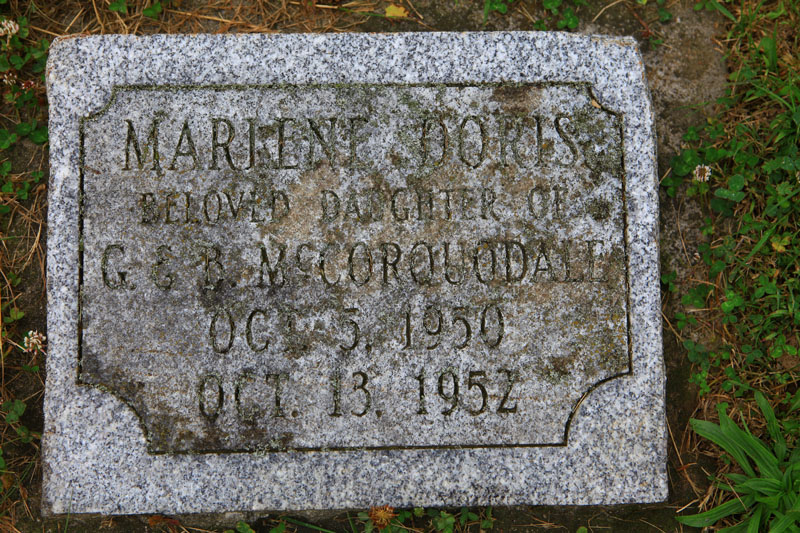 MARLENE DORIS
BELOVED DAUGHTER OF
G. & B. McCORQUODALE
OCT. 5, 1950
OCT. 13, 1952